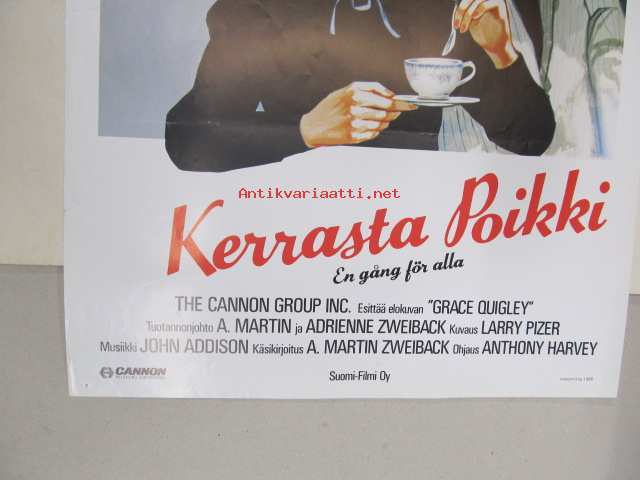 Antikvariaatti.net
Kerrasta Poikki
En gång för alla
THE CANNON GROUP INC. Esittää elokuvan "GRACE QUIGLEY"
Tuotannonjohto A. MARTIN ja ADRIENNE ZWEIBACK Kuvaus LARRY PIZER
Musiikki JOHN ADDISON Käsikirjoitus A. MARTIN ZWEIBACK Ohjaus ANTHONY HARVEY
CANNON
Suomi-Filmi Oy